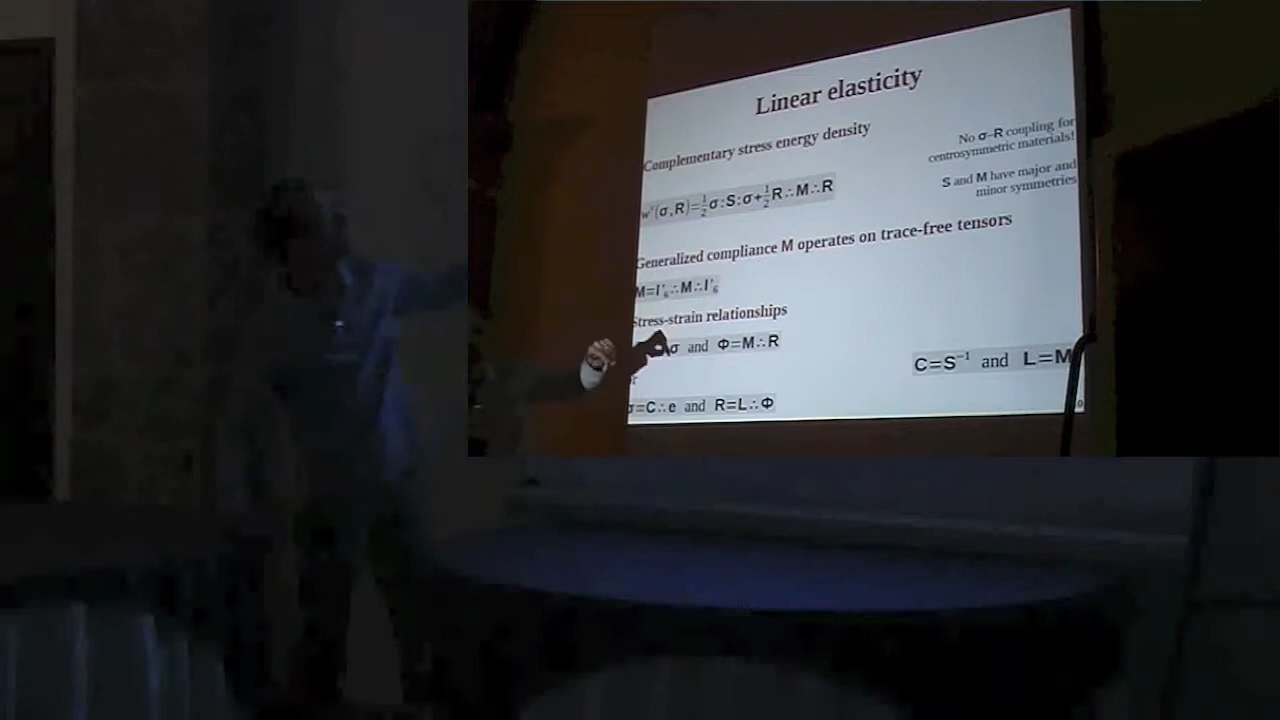 Linear elasticity
Complementary stress energy density
No σ–R coupling for
centrosymmetric materials!
w*(σ,R)=½σ:S:σ+½R∴M∴R
S and M have major and
minor symmetries
Generalized compliance M operates on trace-free tensors
M=I'₆∴M∴I'₆
Stress-strain relationships
σ and Φ=M∴R
C=S⁻¹ and L=M
σ=C∴e and R=L∴Φ